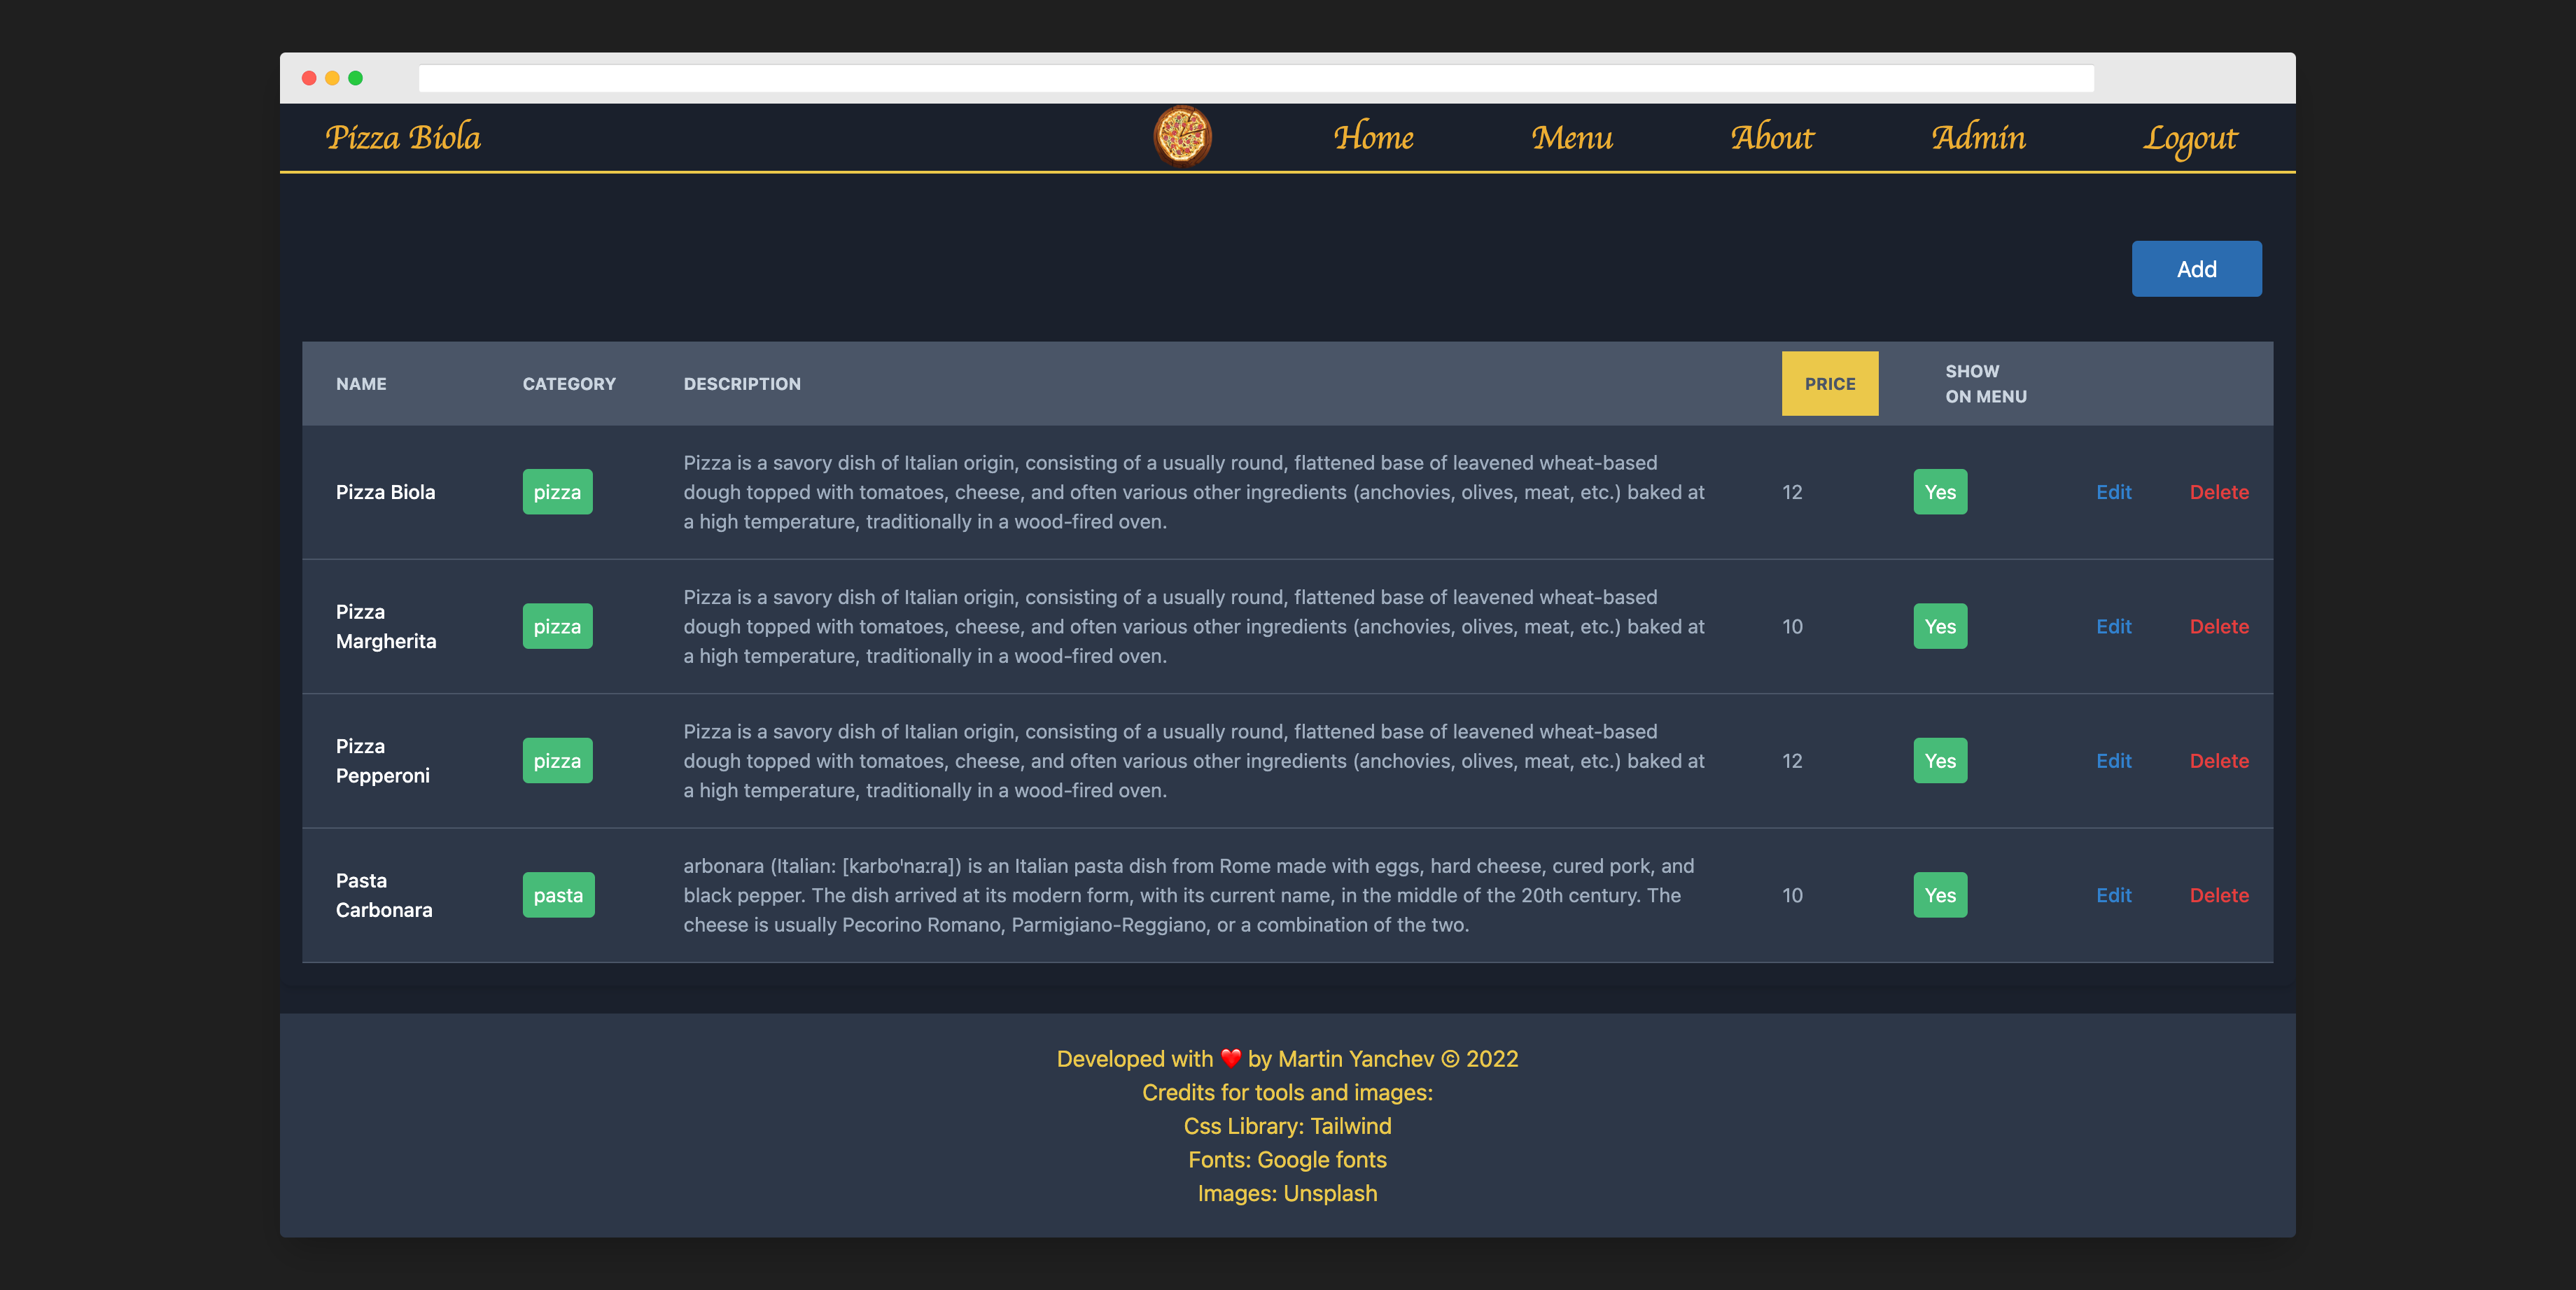 Pizza Biola
Home
Menu
About
Admin
Logout
Add
NAME
CATEGORY
DESCRIPTION
PRICE
SHOW
ON MENU
Pizza Biola
pizza
Pizza is a savory dish of Italian origin, consisting of a usually round, flattened base of leavened wheat-based
dough topped with tomatoes, cheese, and often various other ingredients (anchovies, olives, meat, etc.) baked at
a high temperature, traditionally in a wood-fired oven.
12
Yes
Edit
Delete
Pizza
Margherita
pizza
Pizza is a savory dish of Italian origin, consisting of a usually round, flattened base of leavened wheat-based
dough topped with tomatoes, cheese, and often various other ingredients (anchovies, olives, meat, etc.) baked at
a high temperature, traditionally in a wood-fired oven.
10
Yes
Edit
Delete
Pizza
Pepperoni
pizza
Pizza is a savory dish of Italian origin, consisting of a usually round, flattened base of leavened wheat-based
dough topped with tomatoes, cheese, and often various other ingredients (anchovies, olives, meat, etc.) baked at
a high temperature, traditionally in a wood-fired oven.
12
Yes
Edit
Delete
Pasta
Carbonara
pasta
arbonara (Italian: [karboˈnaːra]) is an Italian pasta dish from Rome made with eggs, hard cheese, cured pork, and
black pepper. The dish arrived at its modern form, with its current name, in the middle of the 20th century. The
cheese is usually Pecorino Romano, Parmigiano-Reggiano, or a combination of the two.
10
Yes
Edit
Delete
Developed with ❤️ by Martin Yanchev © 2022
Credits for tools and images:
Css Library: Tailwind
Fonts: Google fonts
Images: Unsplash